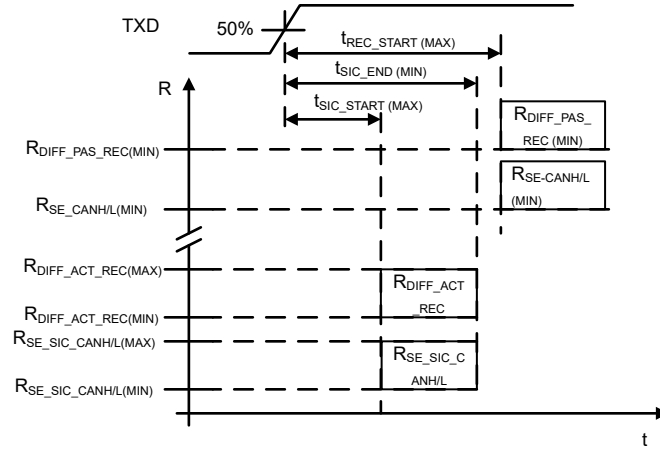 TXD
50%
tREC_START (MAX)
tSIC_END (MIN)
tSIC_START (MAX)
R
RDIFF_PAS_
REC (MIN)
RDIFF_PAS_REC(MIN)
RSE-CANH/L
(MIN)
RSE_CANH/L(MIN)
RDIFF_ACT_REC(MAX)
RDIFF_ACT
_REC
RDIFF_ACT_REC(MIN)
RSE_SIC_CANH/L(MAX)
RSE_SIC_C
ANH/L
RSE_SIC_CANH/L(MIN)
t